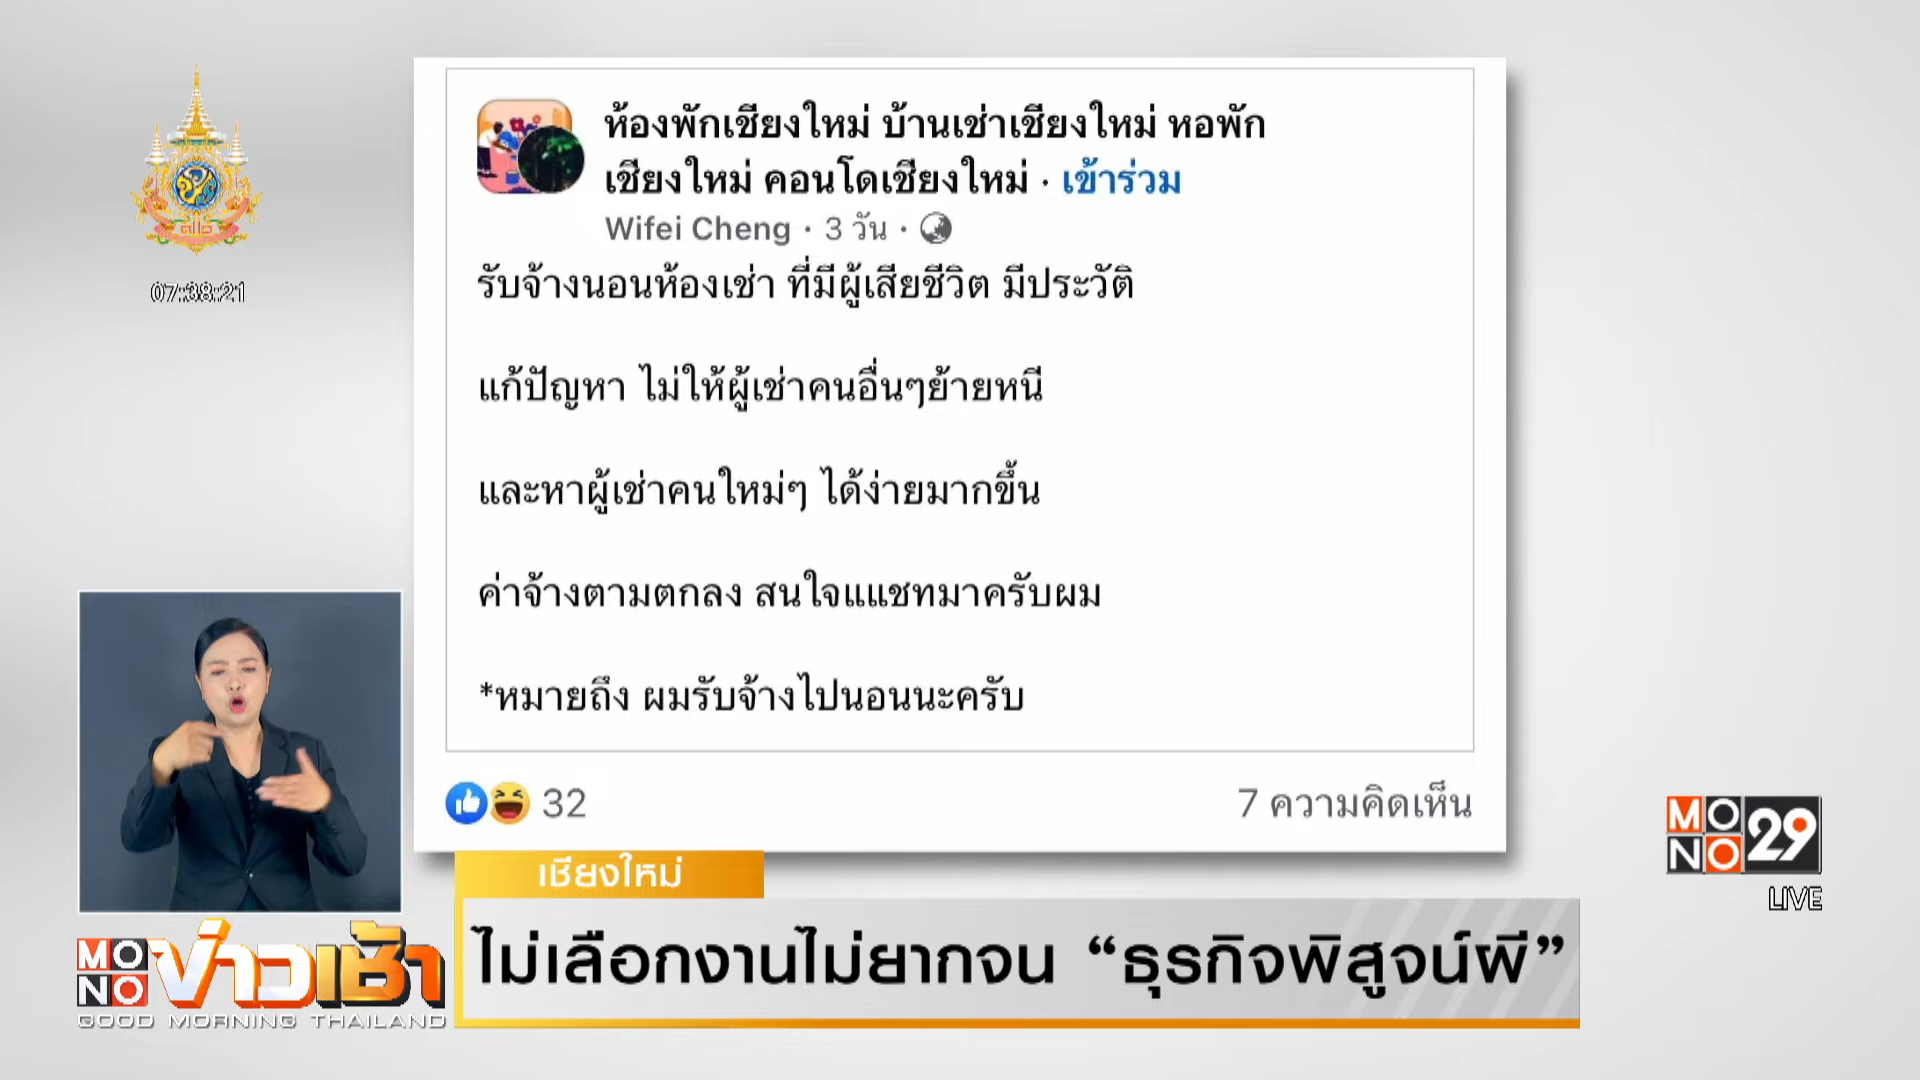 07:38:21
ห้องพักเชียงใหม่ บ้านเช่าเชียงใหม่ หอพัก
เชียงใหม่ คอนโดเชียงใหม่ · เข้าร่วม
Wifei Cheng · 3 วัน ·
รับจ้างนอนห้องเช่า ที่มีผู้เสียชีวิต มีประวัติ
แก้ปัญหา ไม่ให้ผู้เช่าคนอื่นๆย้ายหนี
และหาผู้เช่าคนใหม่ๆ ได้ง่ายมากขึ้น
ค่าจ้างตามตกลง สนใจแแชทมาครับผม
*หมายถึง ผมรับจ้างไปนอนนะครับ
32
7 ความคิดเห็น
MONO 29
LIVE
เชียงใหม่
ไม่เลือกงานไม่ยากจน “ธุรกิจพิสูจน์ผี”
MONO ข่าวเช้า
GOOD MORNING THAILAND